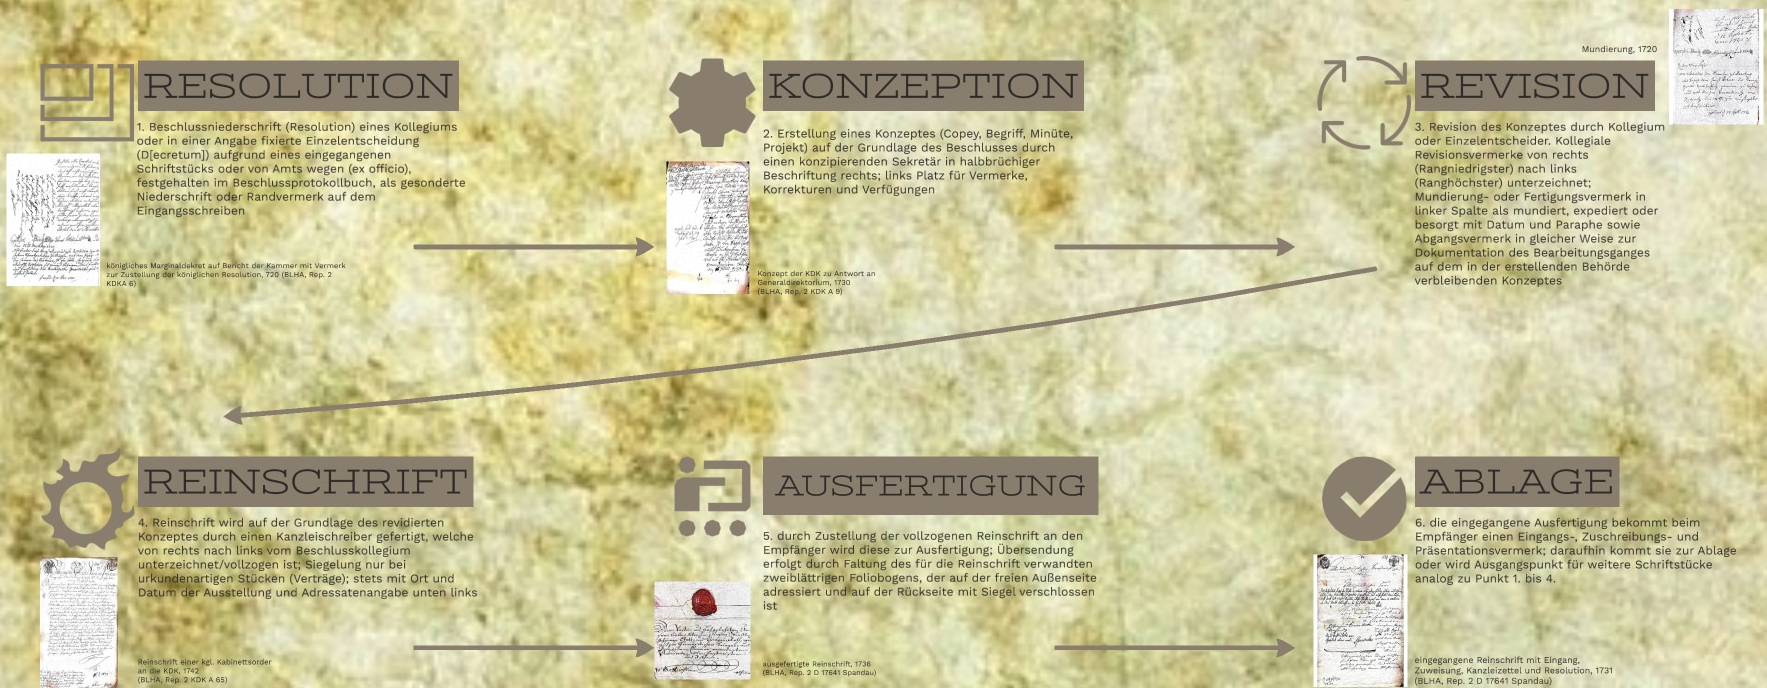 RESOLUTION
1. Beschlussniederschrift (Resolution) eines Kollegiums
oder in einer Angabe fixierte Einzelentscheidung
(D[ecretum]) aufgrund eines eingegangenen
Schriftstücks oder von Amts wegen (ex officio),
festgehalten im Beschlussprotokollbuch, als gesonderte
Niederschrift oder Randvermerk auf dem
Eingangsschreiben
königliches Marginaldekret auf Bericht der Kammer mit Vermerk
zur Zustellung der königlichen Resolution, 720 (BLHA, Rep. 2
KDKA 6)
KONZEPTION
2. Erstellung eines Konzeptes (Copey, Begriff, Minüte,
Projekt) auf der Grundlage des Beschlusses durch
einen konzipierenden Sekretär in halbbrüchiger
Beschriftung rechts; links Platz für Vermerke,
Korrekturen und Verfügungen
Konzept der KDK zu Antwort an
Generaldirektorium, 1730
(BLHA, Rep. 2 KDK A 9)
Mundierung, 1720
REVISION
3. Revision des Konzeptes durch Kollegium
oder Einzelentscheider. Kollegiale
Revisionsvermerke von rechts
(Rangniedrigster) nach links
(Ranghöchster) unterzeichnet;
Mundierung- oder Fertigungsvermerk in
linker Spalte als mundiert, expediert oder
besorgt mit Datum und Paraphe sowie
Abgangsvermerk in gleicher Weise zur
Dokumentation des Bearbeitungsganges
auf dem in der erstellenden Behörde
verbleibenden Konzeptes
REINSCHRIFT
4. Reinschrift wird auf der Grundlage des revidierten
Konzeptes durch einen Kanzleischreiber gefertigt, welche
von rechts nach links vom Beschlusskollegium
unterzeichnet/vollzogen ist; Siegelung nur bei
urkundenartigen Stücken (Verträge); stets mit Ort und
Datum der Ausstellung und Adressatenangabe unten links
Reinschrift einer kgl. Kabinettsorder
an die KDK, 1742
(BLHA, Rep. 2 KDK A 65)
AUSFERTIGUNG
5. durch Zustellung der vollzogenen Reinschrift an den
Empfänger wird diese zur Ausfertigung; Übersendung
erfolgt durch Faltung des für die Reinschrift verwandten
zweiblättrigen Foliobogens, der auf der freien Außenseite
adressiert und auf der Rückseite mit Siegel verschlossen
ist
ausgefertigte Reinschrift, 1736
(BLHA, Rep. 2 D 17641 Spandau)
ABLAGE
6. die eingegangene Ausfertigung bekommt beim
Empfänger einen Eingangs-, Zuschreibungs- und
Präsentationsvermerk; daraufhin kommt sie zur Ablage
oder wird Ausgangspunkt für weitere Schriftstücke
analog zu Punkt 1. bis 4.
eingegangene Reinschrift mit Eingang,
Zuweisung, Kanzleizettel und Resolution, 1731
(BLHA, Rep. 2 D 17641 Spandau)